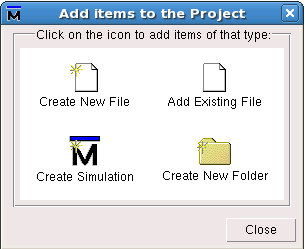 Add items to the Project
Click on the icon to add items of that type:
Create New File
Add Existing File
Create Simulation
Create New Folder
Close